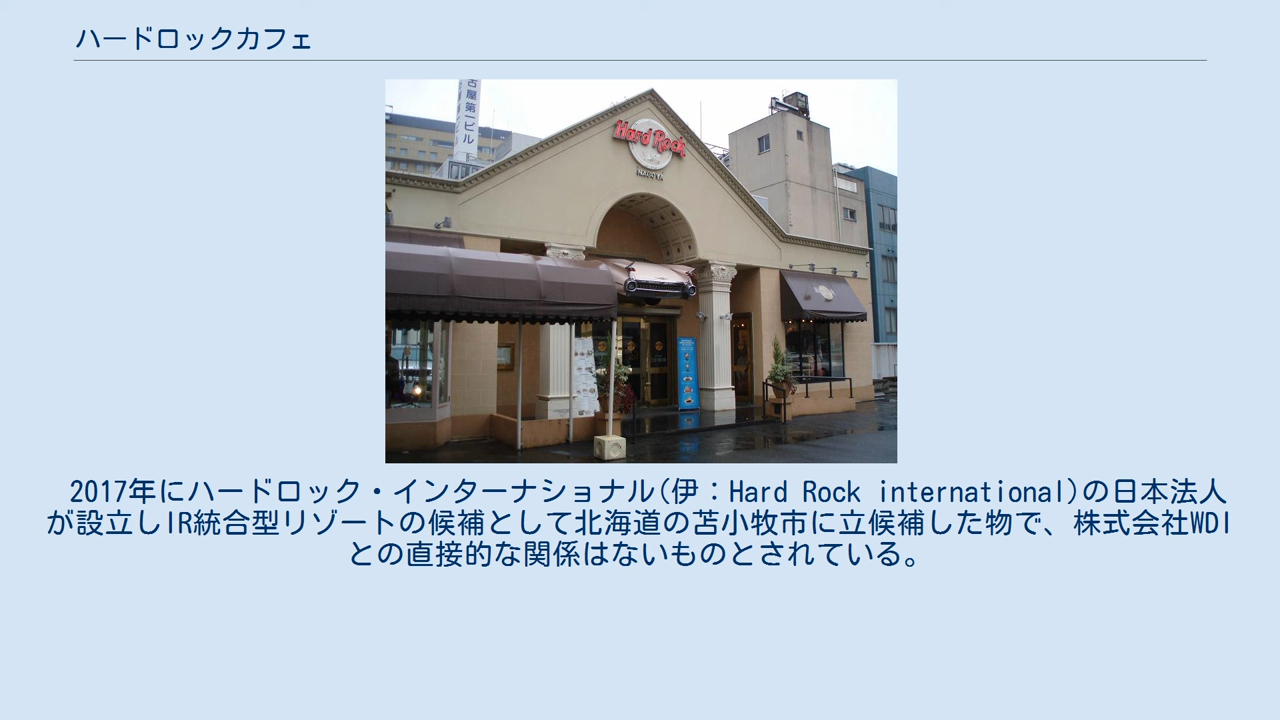 ハードロックカフェ
古屋第一ビル
Hard Rock
NAGOYA
2017年にハードロック・インターナショナル(伊：Hard Rock international)の日本法人
が設立しIR統合型リゾートの候補として北海道の苫小牧市に立候補した物で、株式会社WDI
との直接的な関係はないものとされている。